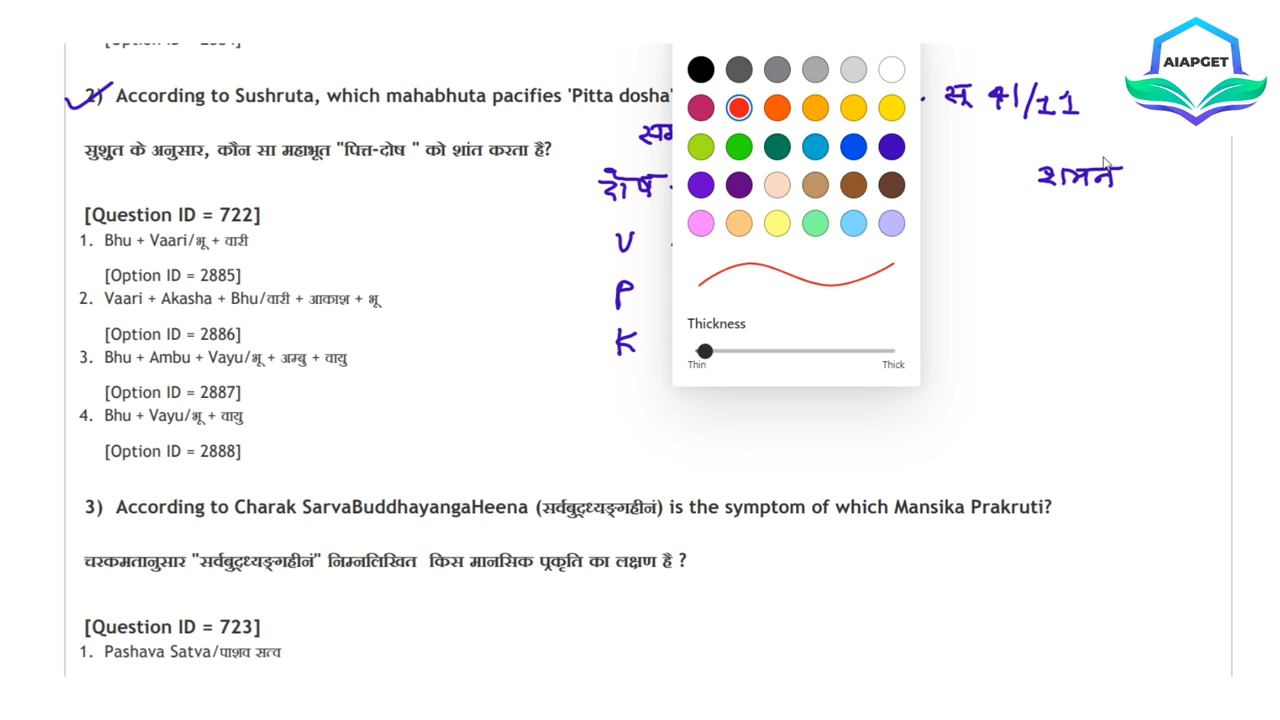 AIAPGET
2) According to Sushruta, which mahabhuta pacifies 'Pitta dosha' सू 41/11
सुश्रुत के अनुसार, कौन सा महाभूत "पित्त-दोष " को शांत करता है?
शमन
दोष
[Question ID = 722]
1. Bhu + Vaari/भू + वारी
V
[Option ID = 2885]
2. Vaari + Akasha + Bhu/वारी + आकाश + भू
P
[Option ID = 2886]
K
3. Bhu + Ambu + Vayu/भू + अम्बु + वायु
[Option ID = 2887]
4. Bhu + Vayu/भू + वायु
[Option ID = 2888]
Thickness
Thin Thick
3) According to Charak SarvaBuddhayangaHeena (सर्वबुद्ध्यङ्गहीनं) is the symptom of which Mansika Prakruti?
चरकमतानुसार "सर्वबुद्ध्यङ्गहीनं" निम्नलिखित किस मानसिक प्रकृति का लक्षण है ?
[Question ID = 723]
1. Pashava Satva/पाशव सत्व